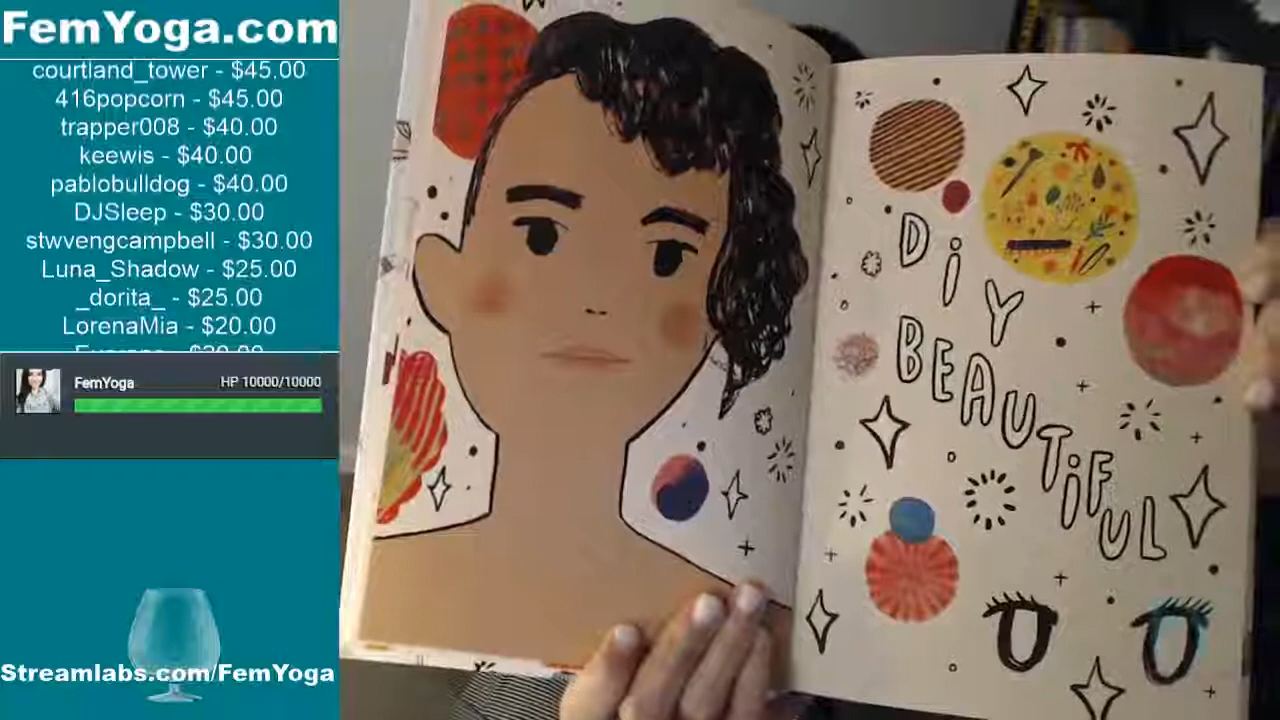 FemYoga.com
courtland_tower - $45.00
416popcorn - $45.00
trapper008 - $40.00
keewis - $40.00
pablobulldog - $40.00
DJSleep - $30.00
stwvengcampbell - $30.00
Luna_Shadow - $25.00
_dorita_ - $25.00
LorenaMia - $20.00
FemYoga HP 10000/10000
Streamlabs.com/FemYoga
DiY
BEAUTiFUL